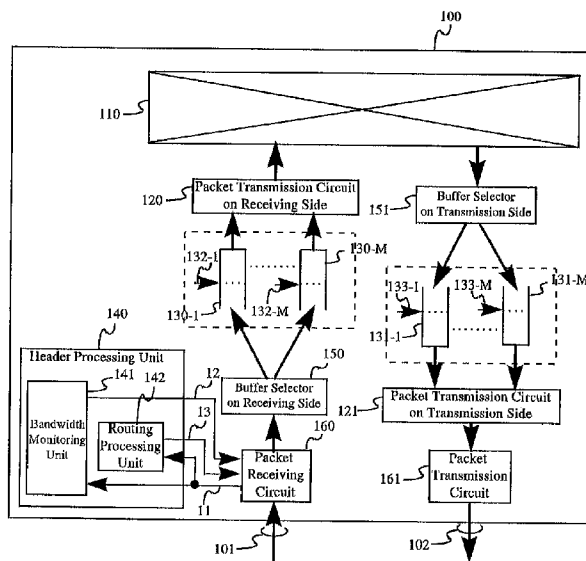 100
110
120
Packet Transmission Circuit
on Receiving Side
Buffer Selector
on Transmission Side
151
130-M
132-1
132-M
130-1
131-M
133-1
133-M
131-1
140
Header Processing Unit
141
142
12
13
Bandwidth
Monitoring
Unit
Routing
Processing
Unit
150
Buffer Selector
on Receiving Side
160
Packet
Receiving
Circuit
11
121
Packet Transmission Circuit
on Transmission Side
161
Packet
Transmission
Circuit
101
102